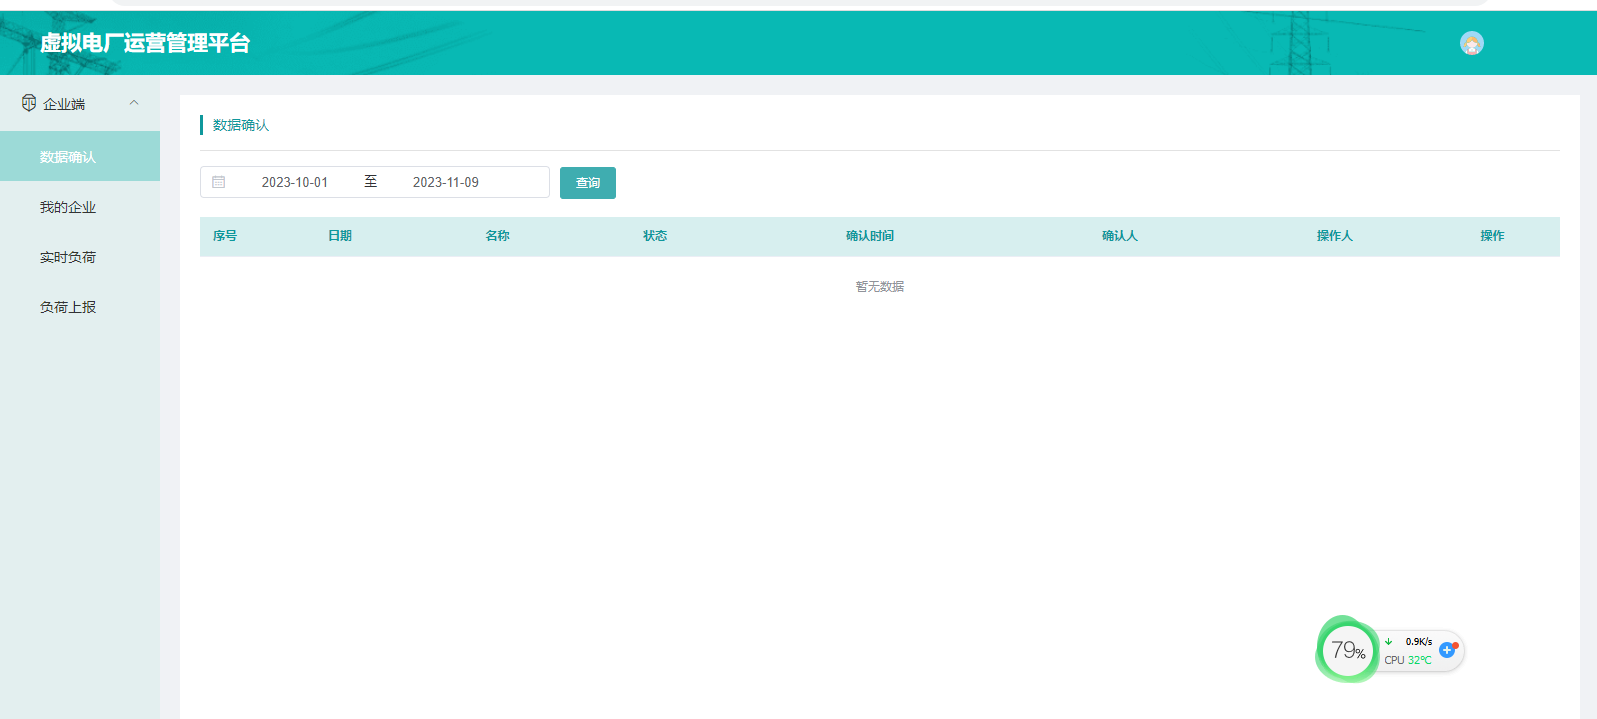 虚拟电厂运营管理平台
企业端
数据确认
我的企业
实时负荷
负荷上报
数据确认
2023-10-01 至 2023-11-09 查询
序号 日期 名称 状态 确认时间 确认人 操作人 操作
暂无数据
79%
0.9K/s
CPU 32℃